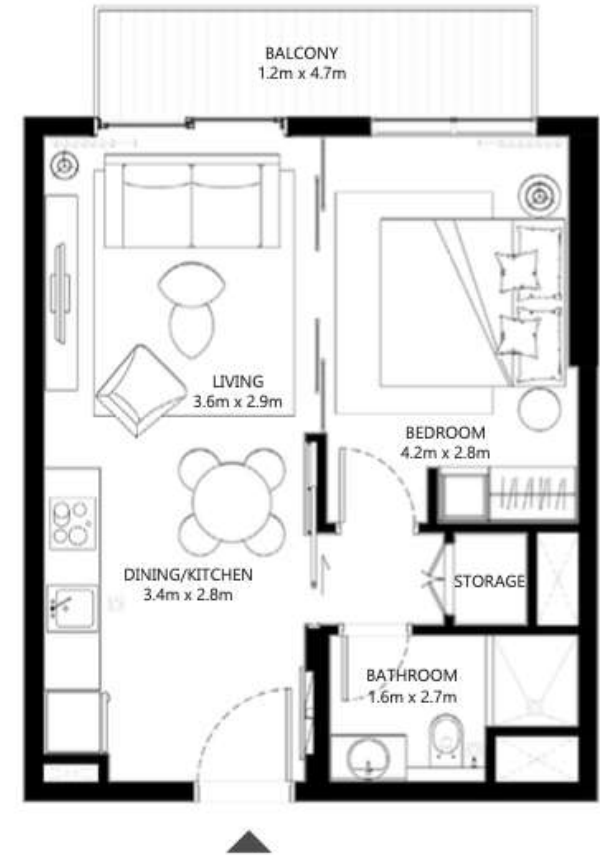 BALCONY
1.2m x 4.7m
LIVING
3.6m x 2.9m
BEDROOM
4.2m x 2.8m
DINING/KITCHEN
3.4m x 2.8m
STORAGE
BATHROOM
1.6m x 2.7m